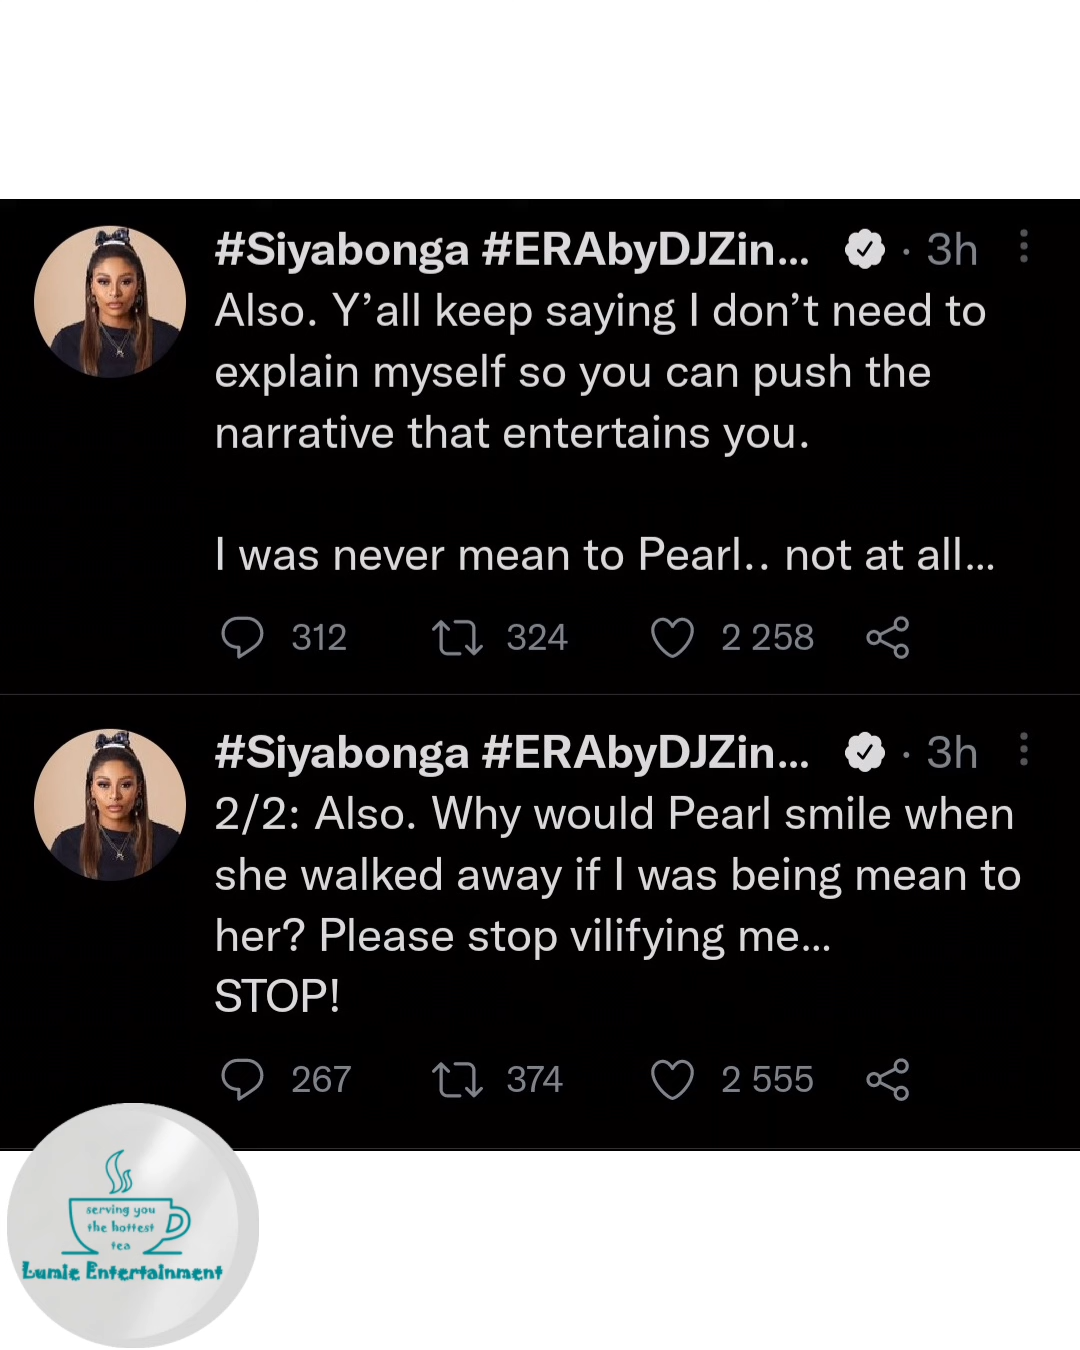 #Siyabonga #ERAbyDJZin... · 3h
Also. Y’all keep saying I don’t need to
explain myself so you can push the
narrative that entertains you.
I was never mean to Pearl.. not at all...
312 324 2 258
#Siyabonga #ERAbyDJZin... · 3h
2/2: Also. Why would Pearl smile when
she walked away if I was being mean to
her? Please stop vilifying me...
STOP!
267 374 2 555
serving you
the hottest
tea
Lumie Entertainment